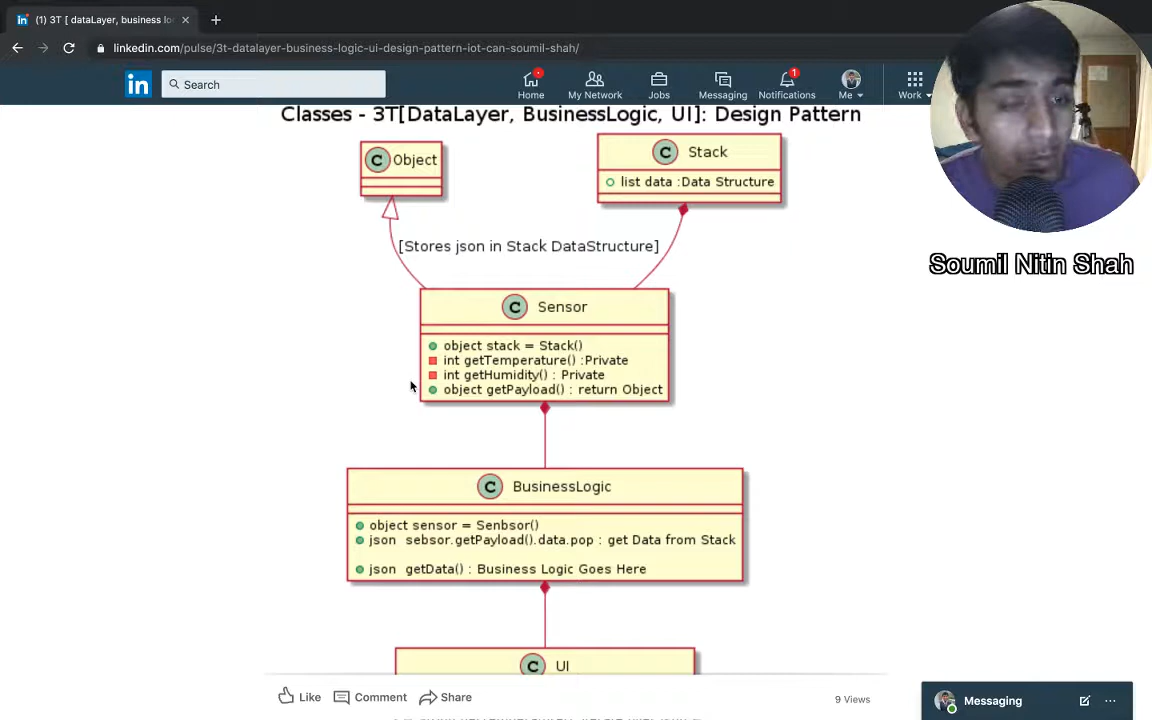 (1) 3T [ dataLayer, business lo
linkedin.com/pulse/3t-datalayer-business-logic-ui-design-pattern-iot-can-soumil-shah/
in
Search
Home
My Network
Jobs
Messaging
1
Notifications
Me
Work
Classes - 3T[DataLayer, BusinessLogic, UI]: Design Pattern
C Object
C Stack
list data :Data Structure
[Stores json in Stack DataStructure]
Soumil Nitin Shah
C Sensor
object stack = Stack()
int getTemperature() :Private
int getHumidity() : Private
object getPayload() : return Object
C BusinessLogic
object sensor = Senbsor()
json sebsor.getPayload().data.pop : get Data from Stack
json getData() : Business Logic Goes Here
C UI
Like
Comment
Share
9 Views
Messaging